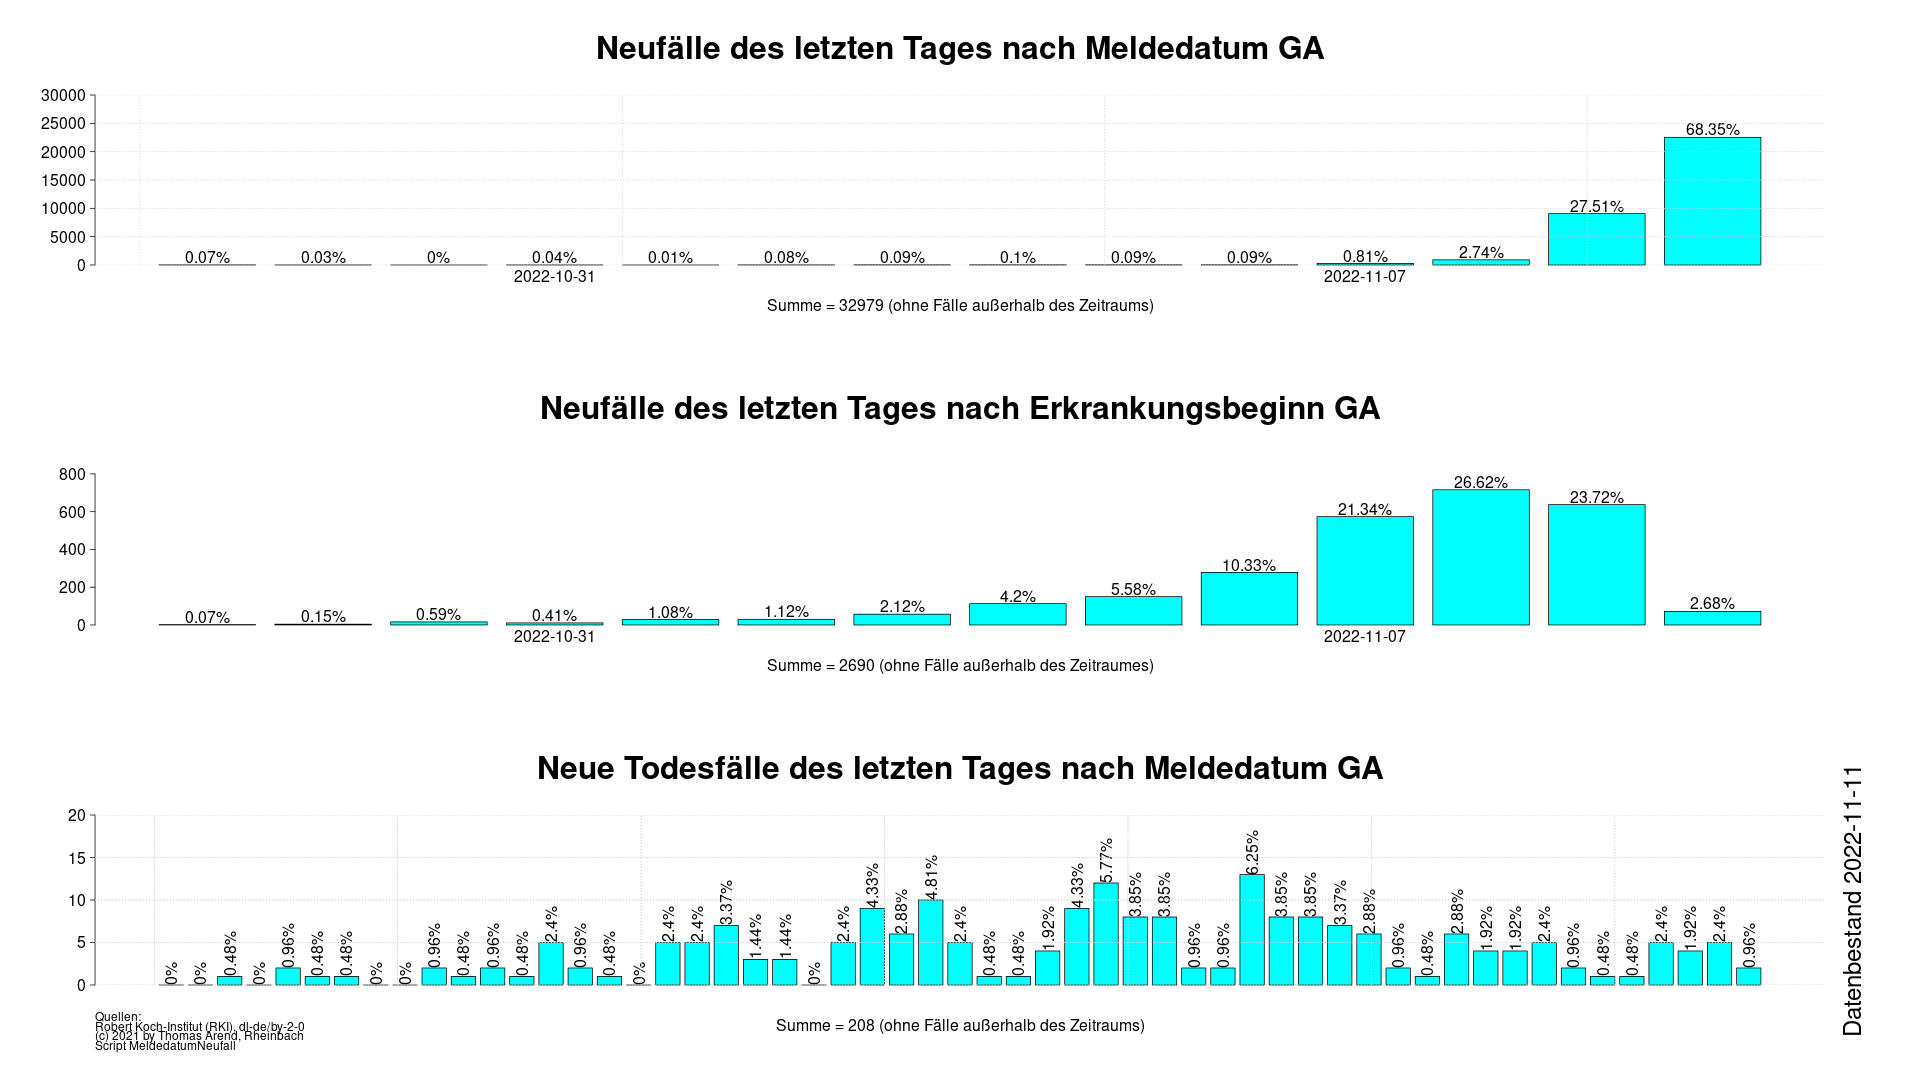 Neufälle des letzten Tages nach Meldedatum GA
30000
25000
20000
15000
10000
5000
0
0.07% 0.03% 0% 0.04% 0.01% 0.08% 0.09% 0.1% 0.09% 0.09% 0.81% 2.74% 27.51% 68.35%
2022-10-31 2022-11-07
Summe = 32979 (ohne Fälle außerhalb des Zeitraums)
Neufälle des letzten Tages nach Erkrankungsbeginn GA
800
600
400
200
0
0.07% 0.15% 0.59% 0.41% 1.08% 1.12% 2.12% 4.2% 5.58% 10.33% 21.34% 26.62% 23.72% 2.68%
2022-10-31 2022-11-07
Summe = 2690 (ohne Fälle außerhalb des Zeitraumes)
Neue Todesfälle des letzten Tages nach Meldedatum GA
20
15
10
5
0
0% 0% 0.48% 0% 0.96% 0.48% 0.48% 0% 0% 0.96% 0.48% 0.96% 0.48% 2.4% 0.96% 0.48% 0% 2.4% 2.4% 3.37% 1.44% 1.44% 0% 2.4% 4.33% 2.88% 4.81% 2.4% 0.48% 0.48% 1.92% 4.33% 5.77% 3.85% 3.85% 0.96% 0.96% 6.25% 3.85% 3.85% 3.37% 2.88% 0.96% 0.48% 2.88% 1.92% 1.92% 2.4% 0.96% 0.48% 0.48% 2.4% 1.92% 2.4% 0.96%
Summe = 208 (ohne Fälle außerhalb des Zeitraums)
Quellen:
Robert Koch-Institut (RKI), dl-de/by-2-0
(c) 2021 by Thomas Arend, Rheinbach
Script MeldedatumNeufall
Datenbestand 2022-11-11